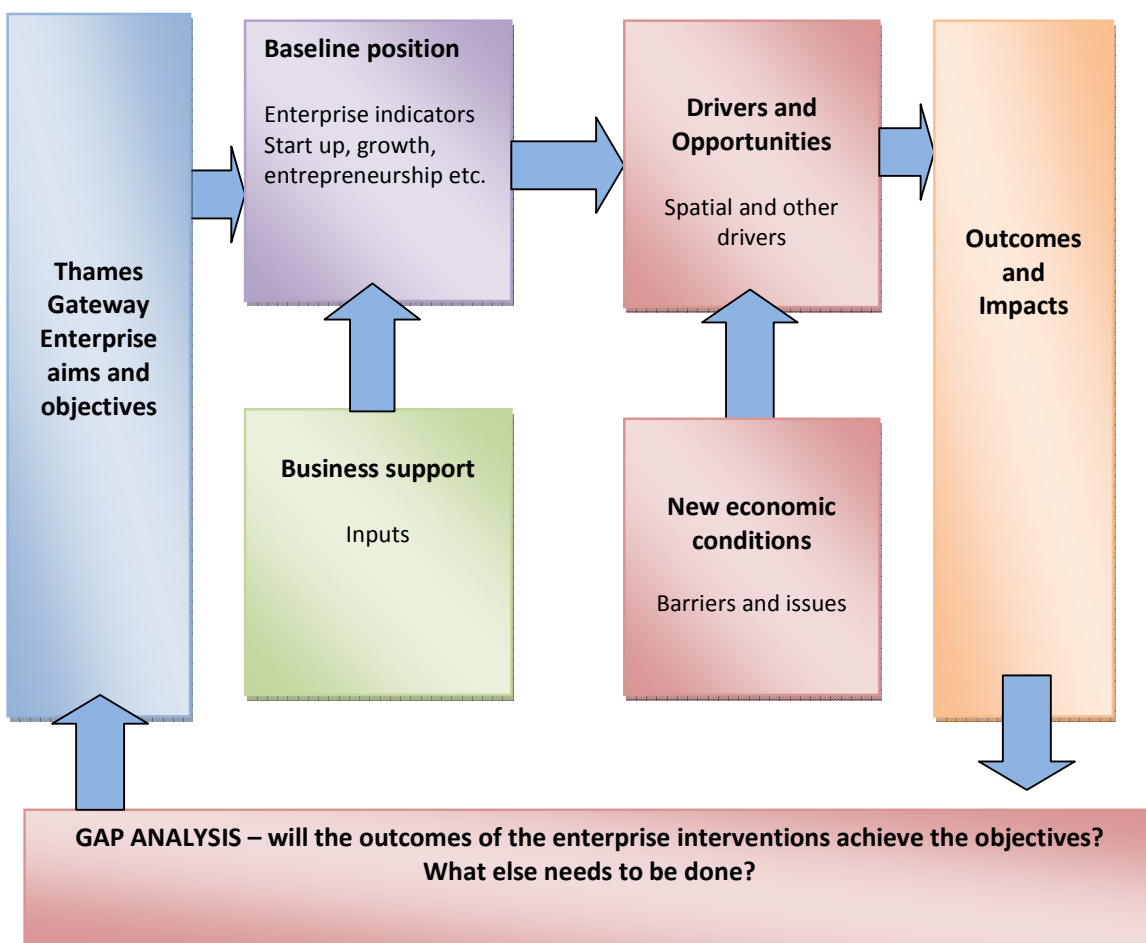 Thames
Gateway
Enterprise
aims and
objectives
Baseline position
Enterprise indicators
Start up, growth,
entrepreneurship etc.
Business support
Inputs
Drivers and
Opportunities
Spatial and other
drivers
New economic
conditions
Barriers and issues
Outcomes
and
Impacts
GAP ANALYSIS – will the outcomes of the enterprise interventions achieve the objectives?
What else needs to be done?